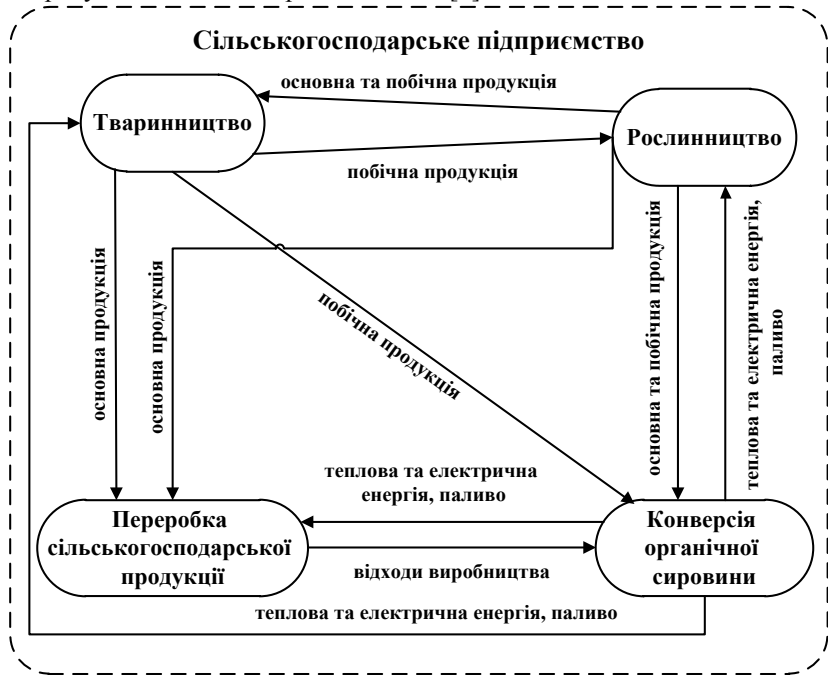 Сільськогосподарське підприємство
основна та побічна продукція
Тваринництво
Рослинництво
побічна продукція
основна продукція
основна продукція
побічна продукція
основна та побічна продукція
теплова та електрична енергія,
паливо
теплова та електрична
енергія, паливо
Переробка
сільськогосподарської
продукції
Конверсія
органічної
сировини
відходи виробництва
теплова та електрична енергія, паливо